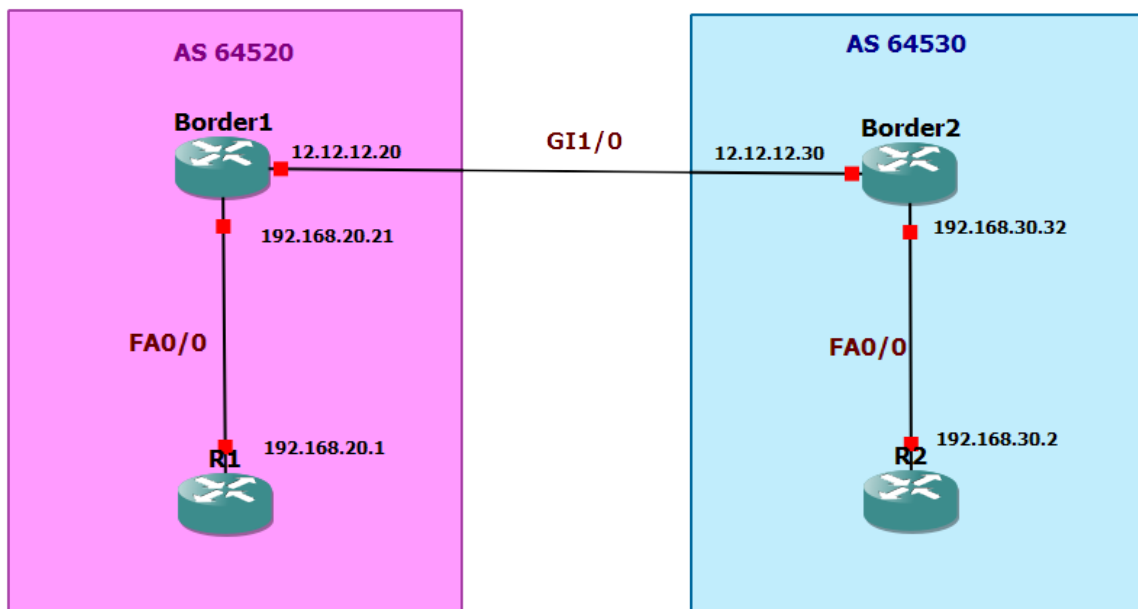 AS 64520
AS 64530
Border1
Border2
GI1/0
12.12.12.20
12.12.12.30
192.168.20.21
192.168.30.32
FA0/0
FA0/0
192.168.20.1
192.168.30.2
R1
R2